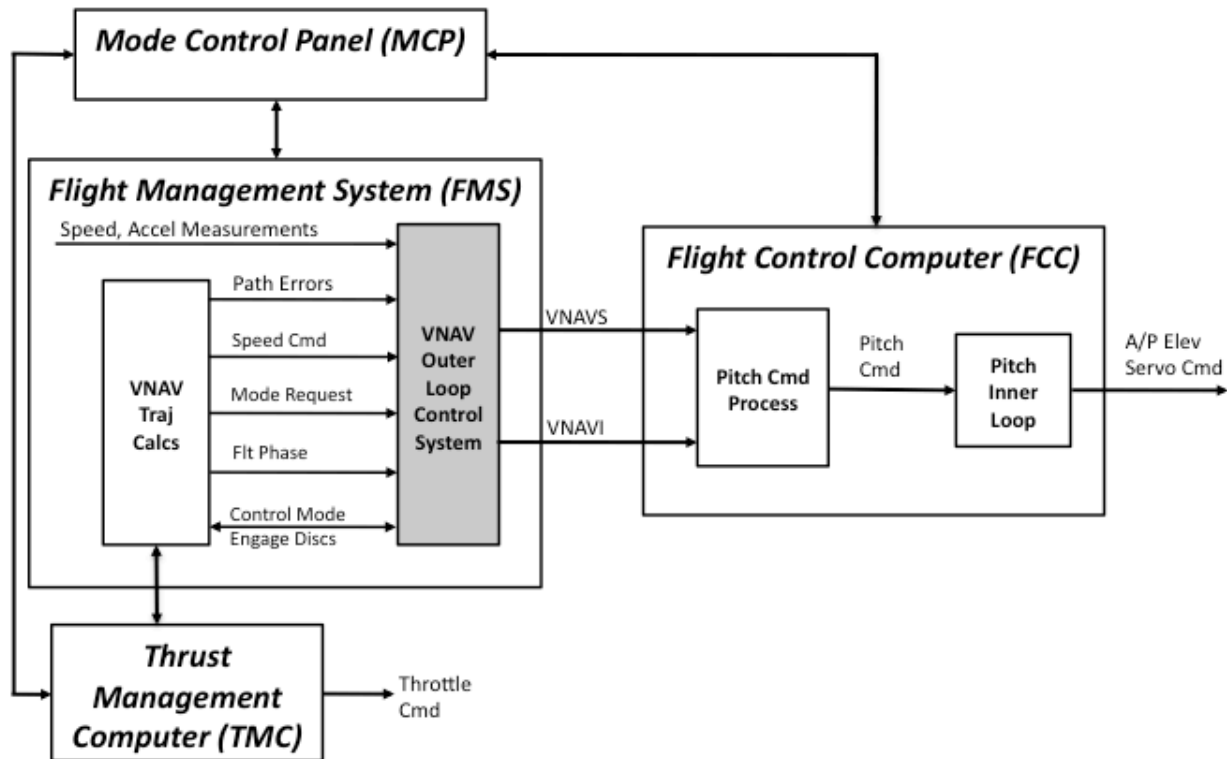 Mode Control Panel (MCP)
Flight Management System (FMS)
Speed, Accel Measurements
Path Errors
Speed Cmd
Mode Request
Flt Phase
Control Mode
Engage Discs
VNAV
Traj
Calcs
VNAV
Outer
Loop
Control
System
VNAVS
VNAVI
Flight Control Computer (FCC)
Pitch Cmd
Process
Pitch
Cmd
Pitch
Inner
Loop
A/P Elev
Servo Cmd
Thrust
Management
Computer (TMC)
Throttle
Cmd